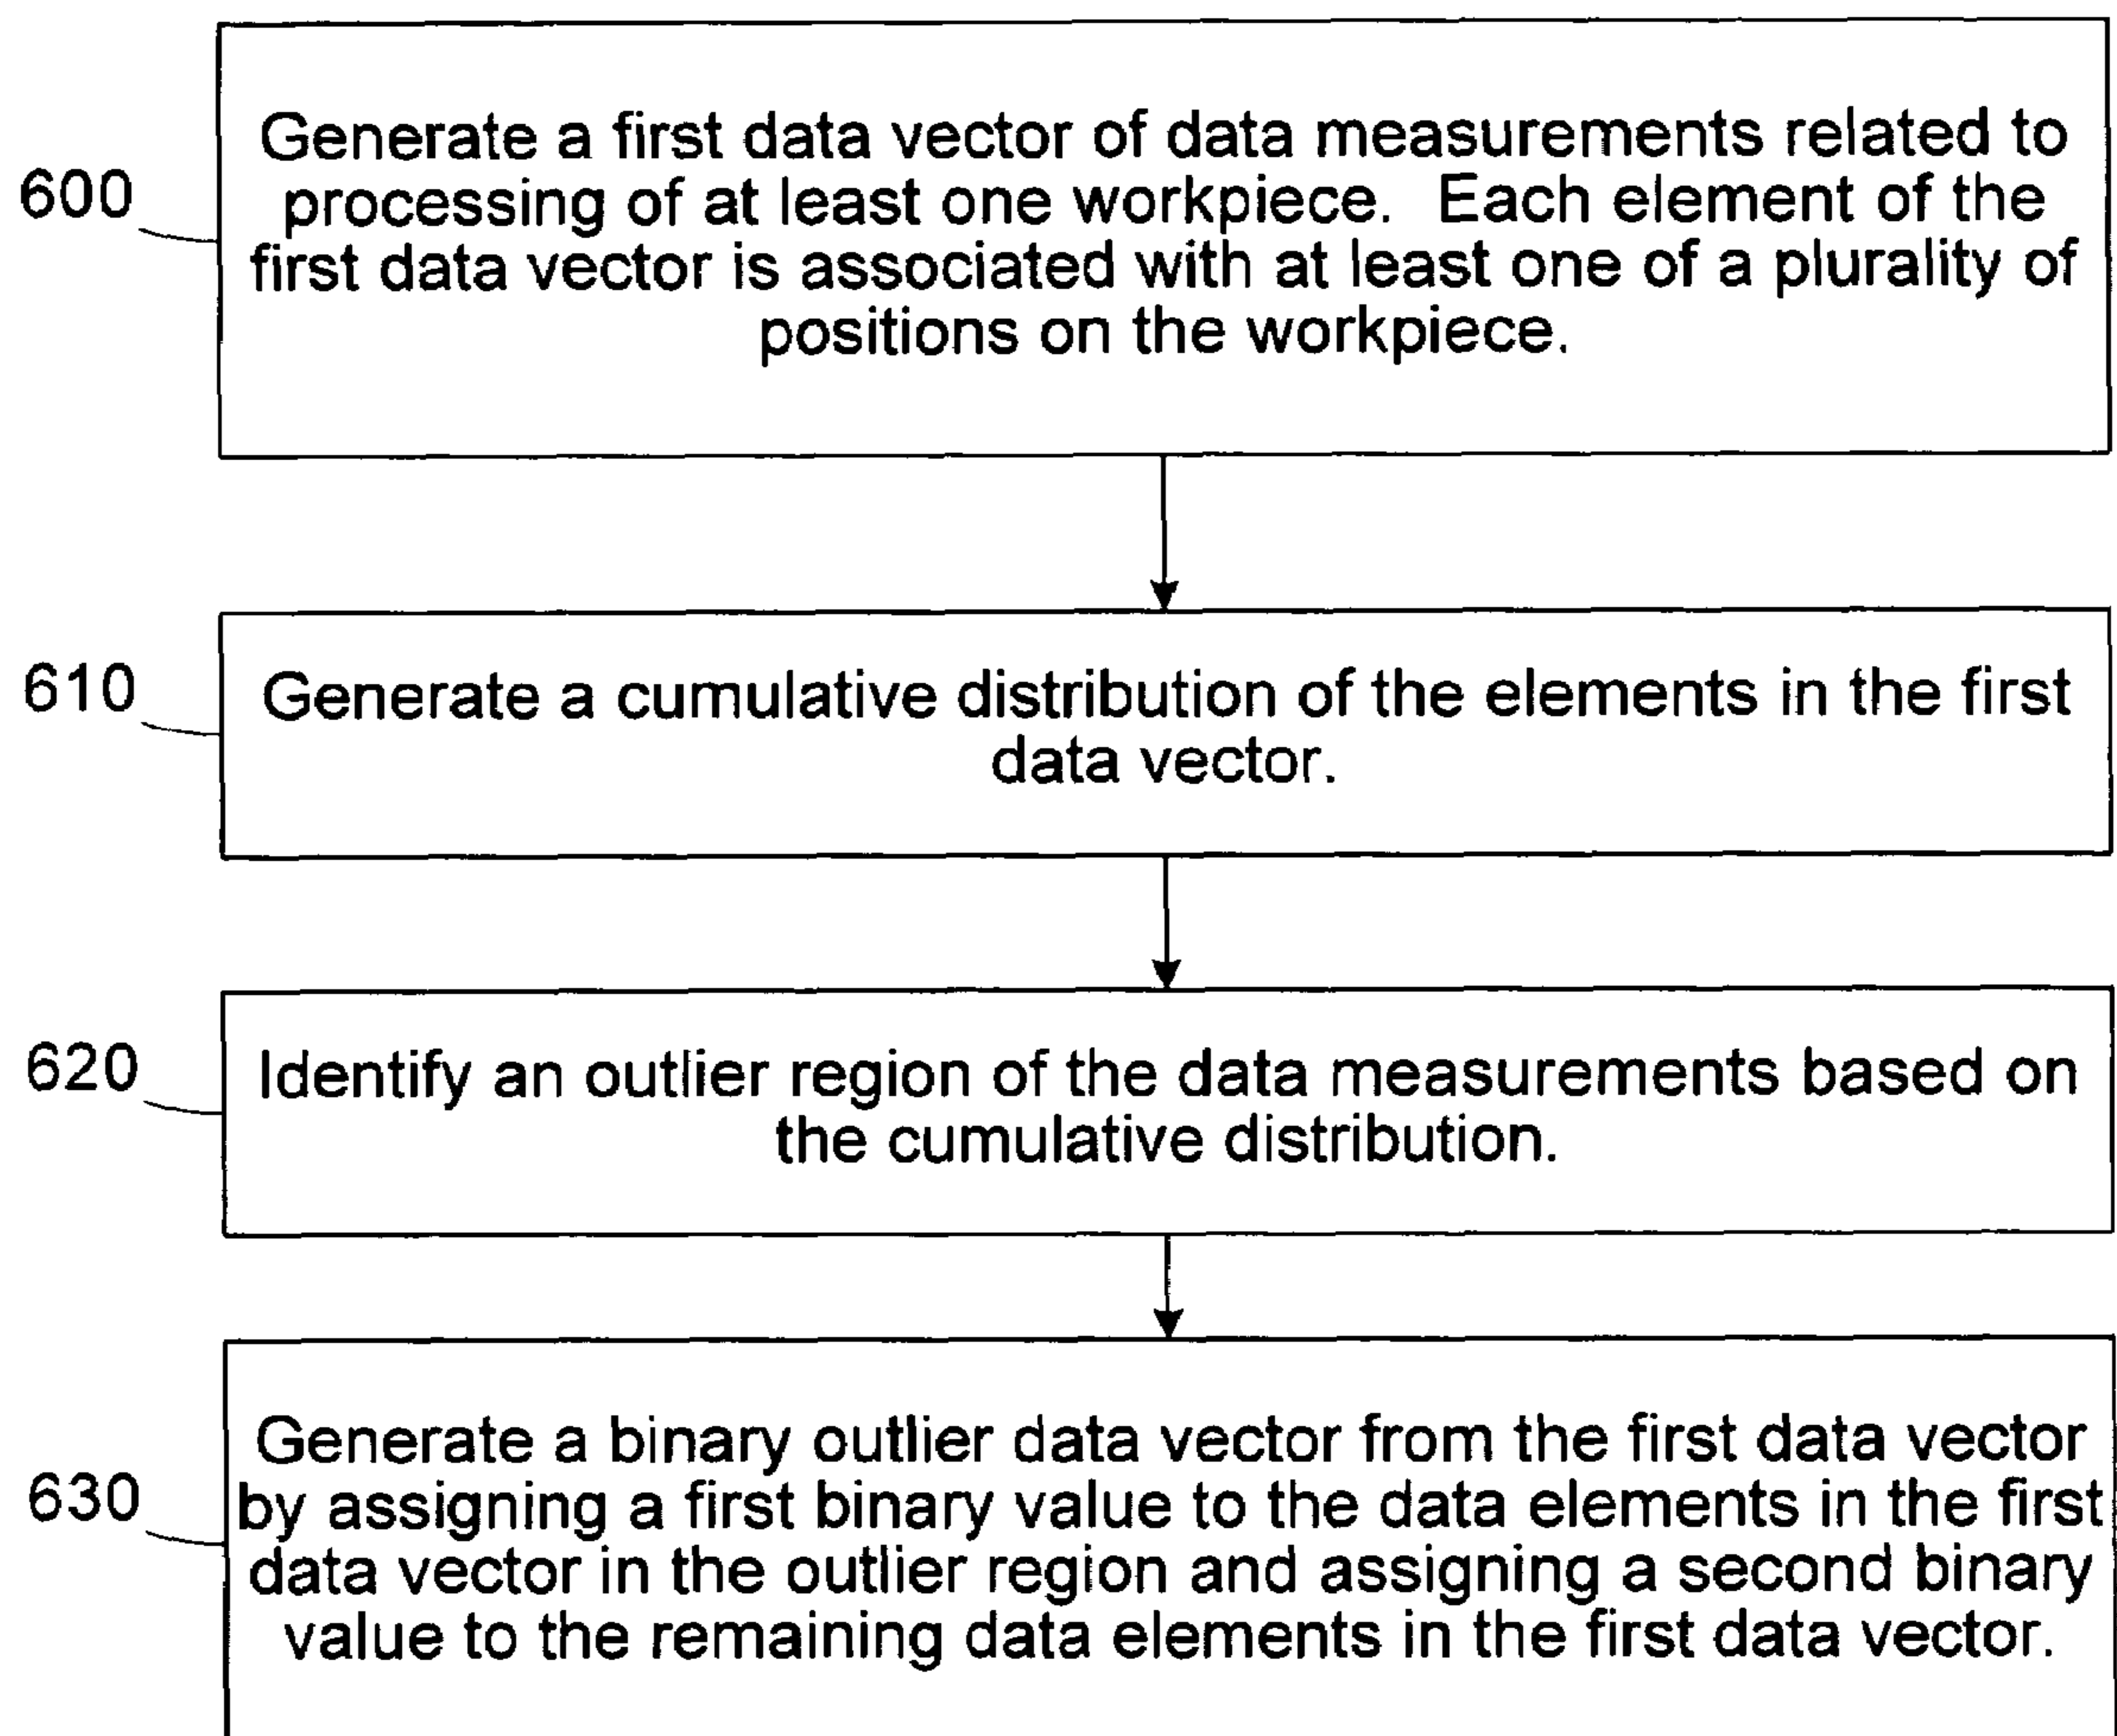 600
Generate a first data vector of data measurements related to
processing of at least one workpiece. Each element of the
first data vector is associated with at least one of a plurality of
positions on the workpiece.
610
Generate a cumulative distribution of the elements in the first
data vector.
620
Identify an outlier region of the data measurements based on
the cumulative distribution.
630
Generate a binary outlier data vector from the first data vector
by assigning a first binary value to the data elements in the first
data vector in the outlier region and assigning a second binary
value to the remaining data elements in the first data vector.